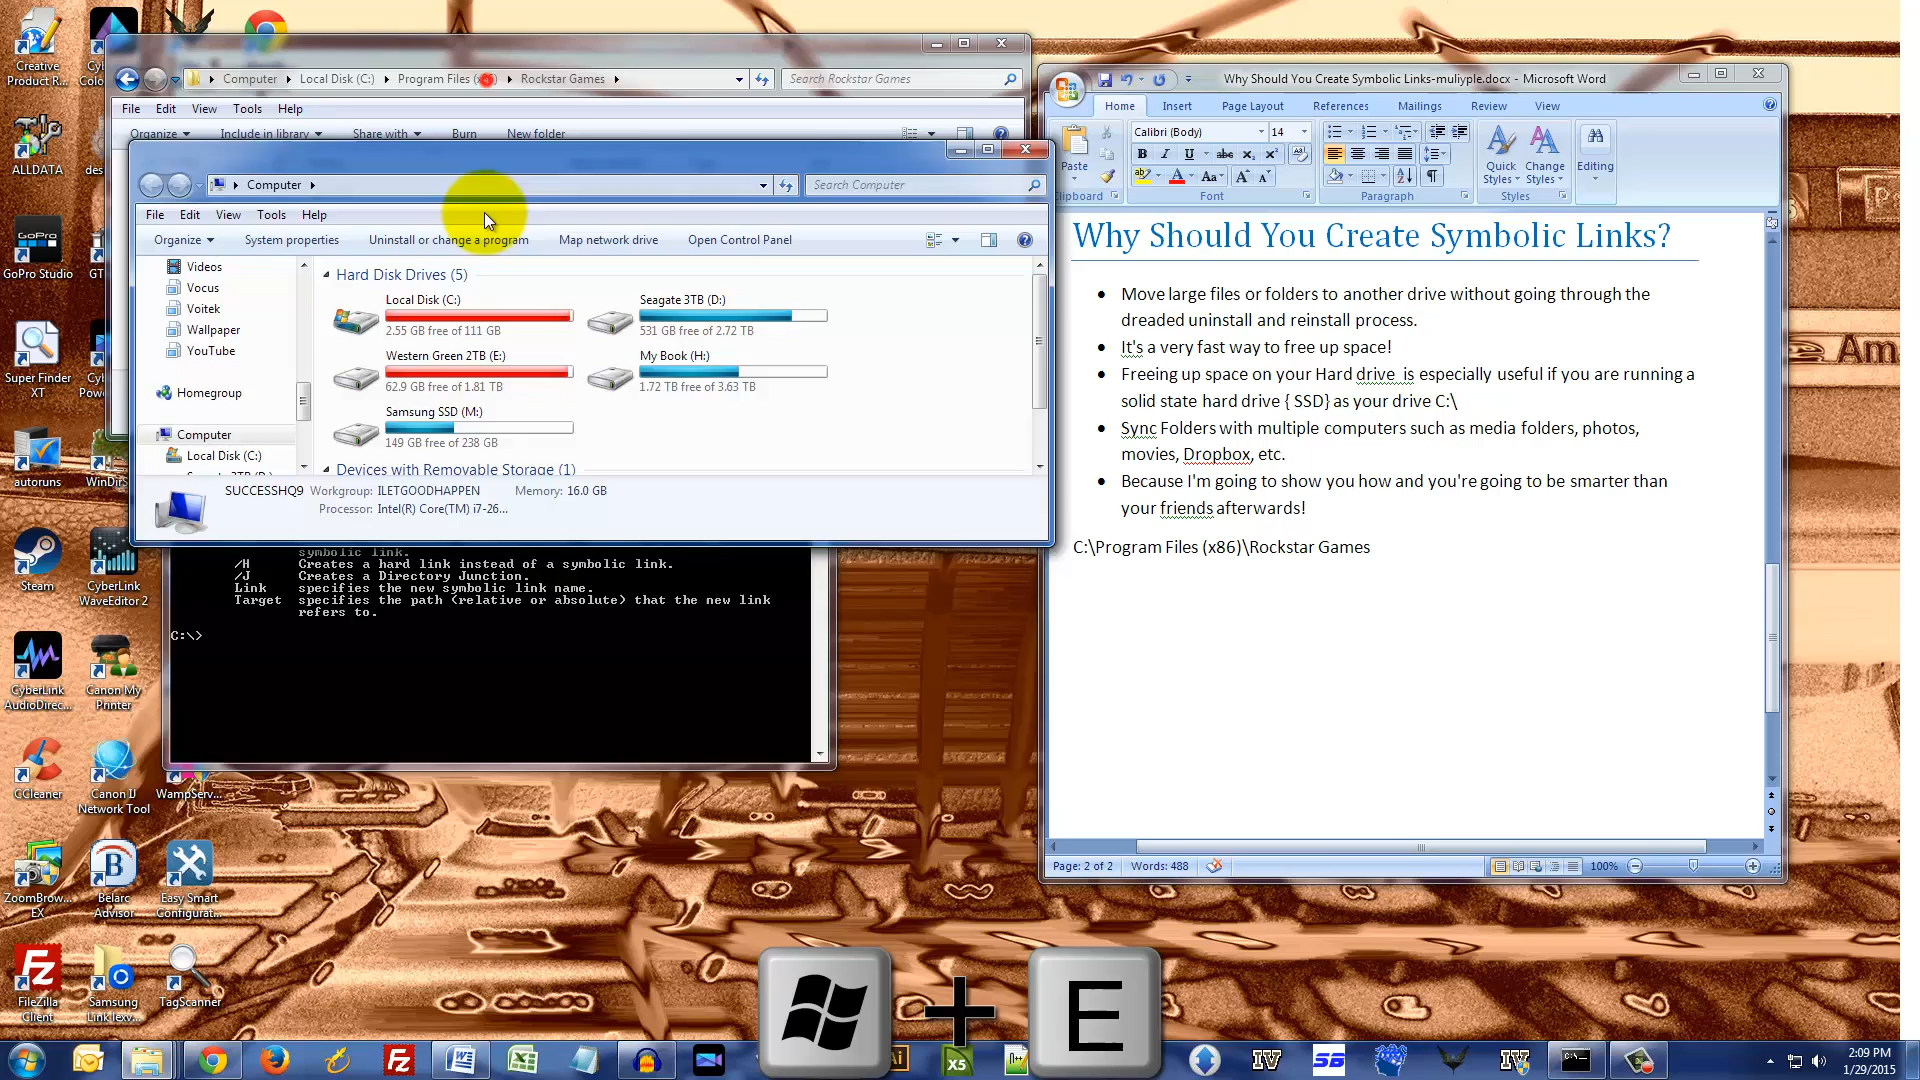 Creative
Product R...
Cyb
Colo
ALLDATA
des
GoPro
GoPro Studio
GT
Super Finder
XT
Cyb
Pow
autoruns
WinDirS
Steam
CyberLink
WaveEditor 2
CyberLink
AudioDirec...
Canon My
Printer
CCleaner
Canon IJ
Network Tool
WampServ...
ZoomBrow...
EX
Belarc
Advisor
Easy Smart
Configurat...
FileZilla
Client
Samsung
Link lexv...
TagScanner
Computer
Local Disk (C:)
Program Files (x
Rockstar Games
Search Rockstar Games
File Edit View Tools Help
Organize Include in library Share with Burn New folder
Computer
Search Computer
File Edit View Tools Help
Organize System properties Uninstall or change a program Map network drive Open Control Panel
Videos
Vocus
Voitek
Wallpaper
YouTube
Homegroup
Computer
Local Disk (C:)
Hard Disk Drives (5)
Local Disk (C:)
2.55 GB free of 111 GB
Seagate 3TB (D:)
531 GB free of 2.72 TB
Western Green 2TB (E:)
62.9 GB free of 1.81 TB
My Book (H:)
1.72 TB free of 3.63 TB
Samsung SSD (M:)
149 GB free of 238 GB
Devices with Removable Storage (1)
SUCCESSHQ9 Workgroup: ILETGOODHAPPEN Memory: 16.0 GB
Processor: Intel(R) Core(TM) i7-26...
symbolic link.
/H Creates a hard link instead of a symbolic link.
/J Creates a Directory Junction.
Link specifies the new symbolic link name.
Target specifies the path (relative or absolute) that the new link
refers to.
C:\>
Why Should You Create Symbolic Links-muliyple.docx - Microsoft Word
Home Insert Page Layout References Mailings Review View
Paste
Calibri (Body) 14
Quick
Styles
Change
Styles
Editing
Clipboard Font Paragraph Styles
Why Should You Create Symbolic Links?
• Move large files or folders to another drive without going through the
dreaded uninstall and reinstall process.
• It's a very fast way to free up space!
• Freeing up space on your Hard drive is especially useful if you are running a
solid state hard drive { SSD} as your drive C:\
• Sync Folders with multiple computers such as media folders, photos,
movies, Dropbox, etc.
• Because I'm going to show you how and you're going to be smarter than
your friends afterwards!
C:\Program Files (x86)\Rockstar Games
Page: 2 of 2 Words: 488 100%
Am
+ E
2:09 PM
1/29/2015